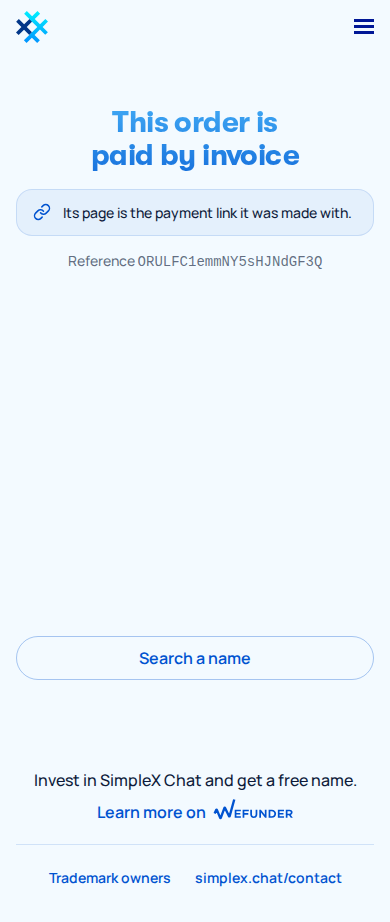 This order is
paid by invoice
Its page is the payment link it was made with.
Reference ORULFC1emmNY5sHJNdGF3Q
Search a name
Invest in SimpleX Chat and get a free name.
Learn more on WEFUNDER
Trademark owners simplex.chat/contact